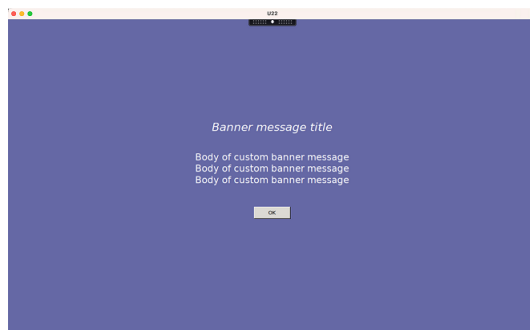 U22
Banner message title
Body of custom banner message
Body of custom banner message
Body of custom banner message
OK